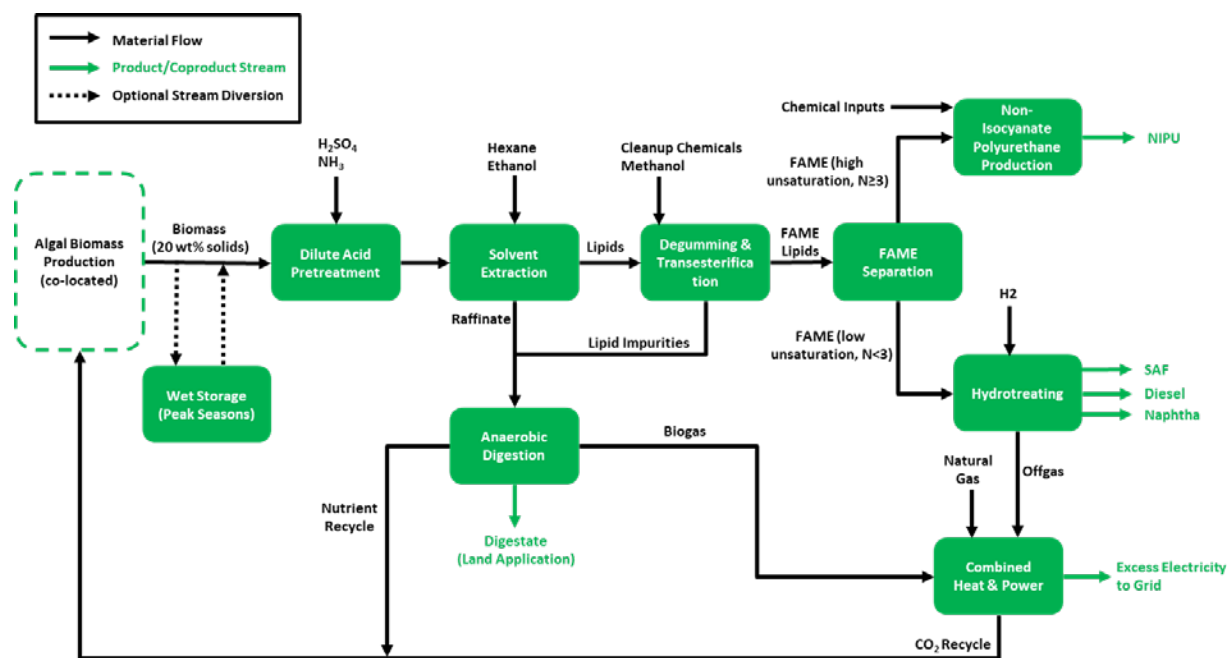 Material Flow
Product/Coproduct Stream
Optional Stream Diversion
Chemical Inputs
Non-
Isocyanate
Polyurethane
Production
NIPU
H₂SO₄
NH₃
Hexane
Ethanol
Cleanup Chemicals
Methanol
FAME (high
unsaturation, N≥3)
Algal Biomass
Production
(co-located)
Biomass
(20 wt% solids)
Dilute Acid
Pretreatment
Solvent
Extraction
Lipids
Degumming &
Transesterifica
tion
FAME
Lipids
FAME
Separation
H2
Raffinate
Lipid Impurities
FAME (low
unsaturation, N<3)
Wet Storage
(Peak Seasons)
Hydrotreating
SAF
Diesel
Naphtha
Anaerobic
Digestion
Biogas
Natural
Gas
Offgas
Nutrient
Recycle
Digestate
(Land Application)
Combined
Heat & Power
Excess Electricity
to Grid
CO₂ Recycle